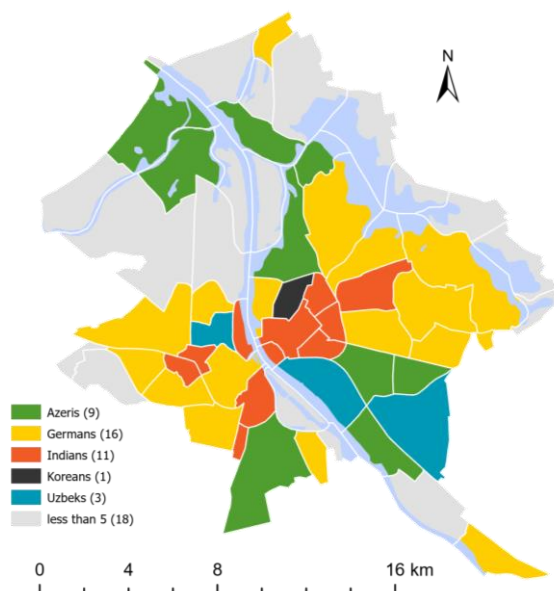 N
Azeris (9)
Germans (16)
Indians (11)
Koreans (1)
Uzbeks (3)
less than 5 (18)
0 4 8 16 km